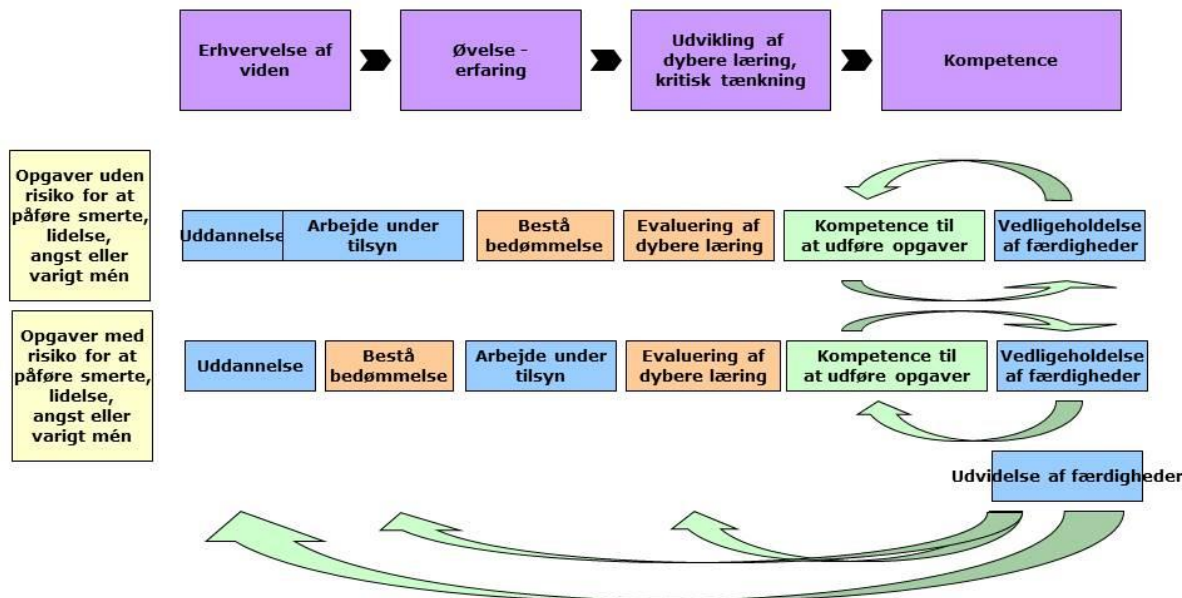 Erhvervelse af
viden
Øvelse -
erfaring
Udvikling af
dybere læring,
kritisk tænkning
Kompetence
Opgaver uden
risiko for at
påføre smerte,
lidelse,
angst eller
varigt mén
Uddannelse
Arbejde under
tilsyn
Bestå
bedømmelse
Evaluering af
dybere læring
Kompetence til
at udføre opgaver
Vedligeholdelse
af færdigheder
Opgaver med
risiko for at
påføre smerte,
lidelse,
angst eller
varigt mén
Uddannelse
Bestå
bedømmelse
Arbejde under
tilsyn
Evaluering af
dybere læring
Kompetence til
at udføre opgaver
Vedligeholdelse
af færdigheder
Udvidelse af færdigheder